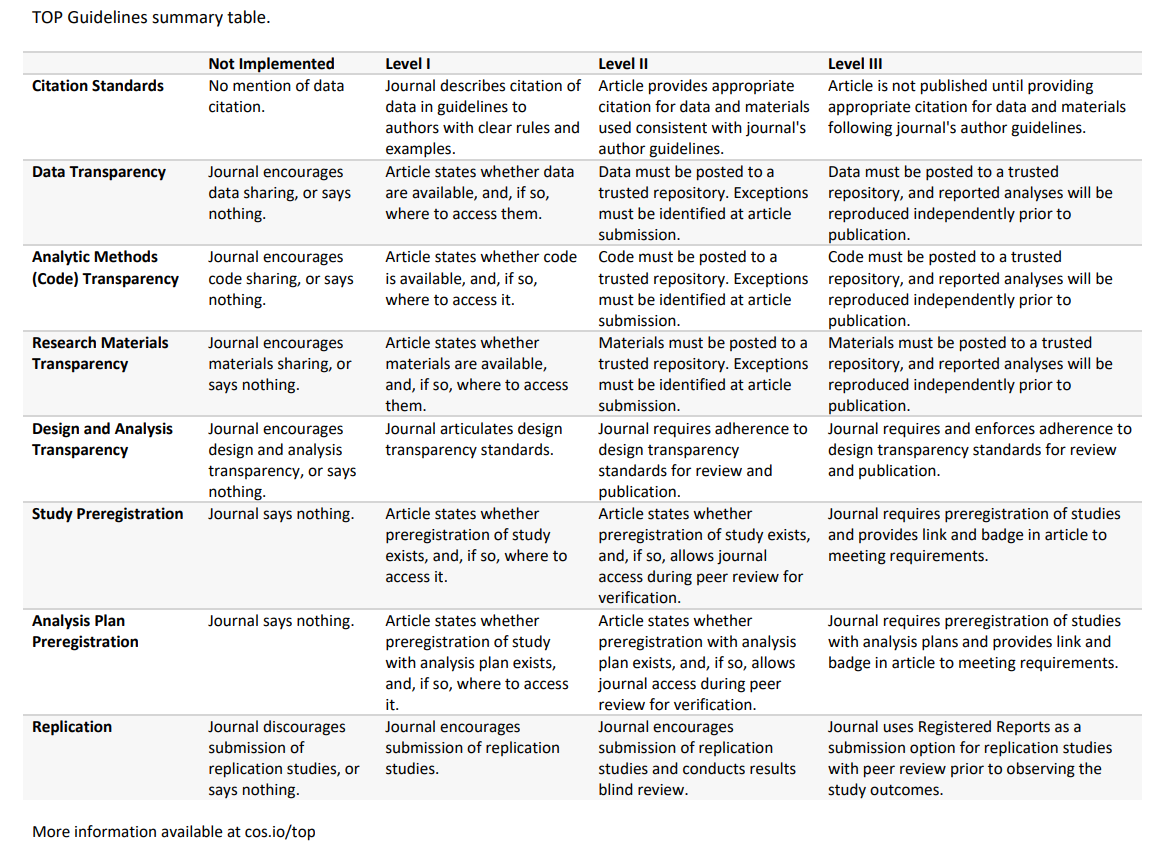 TOP Guidelines summary table.
Not Implemented Level I Level II Level III
Citation Standards No mention of data Journal describes citation of Article provides appropriate Article is not published until providing
citation. data in guidelines to citation for data and materials appropriate citation for data and materials
authors with clear rules and used consistent with journal's following journal's author guidelines.
examples. author guidelines.
Data Transparency Journal encourages Article states whether data Data must be posted to a Data must be posted to a trusted
data sharing, or says are available, and, if so, trusted repository. Exceptions repository, and reported analyses will be
nothing. where to access them. must be identified at article reproduced independently prior to
submission. publication.
Analytic Methods Journal encourages Article states whether code Code must be posted to a Code must be posted to a trusted
(Code) Transparency code sharing, or says is available, and, if so, trusted repository. Exceptions repository, and reported analyses will be
nothing. where to access it. must be identified at article reproduced independently prior to
submission. publication.
Research Materials Journal encourages Article states whether Materials must be posted to a Materials must be posted to a trusted
Transparency materials sharing, or materials are available, trusted repository. Exceptions repository, and reported analyses will be
says nothing. and, if so, where to access must be identified at article reproduced independently prior to
them. submission. publication.
Design and Analysis Journal encourages Journal articulates design Journal requires adherence to Journal requires and enforces adherence to
Transparency design and analysis transparency standards. design transparency design transparency standards for review
transparency, or says standards for review and and publication.
nothing. publication.
Study Preregistration Journal says nothing. Article states whether Article states whether Journal requires preregistration of studies
preregistration of study preregistration of study exists, and provides link and badge in article to
exists, and, if so, where to and, if so, allows journal meeting requirements.
access it. access during peer review for
verification.
Analysis Plan Journal says nothing. Article states whether Article states whether Journal requires preregistration of studies
Preregistration preregistration of study preregistration with analysis with analysis plans and provides link and
with analysis plan exists, plan exists, and, if so, allows badge in article to meeting requirements.
and, if so, where to access journal access during peer
it. review for verification.
Replication Journal discourages Journal encourages Journal encourages Journal uses Registered Reports as a
submission of submission of replication submission of replication submission option for replication studies
replication studies, or studies. studies and conducts results with peer review prior to observing the
says nothing. blind review. study outcomes.
More information available at cos.io/top